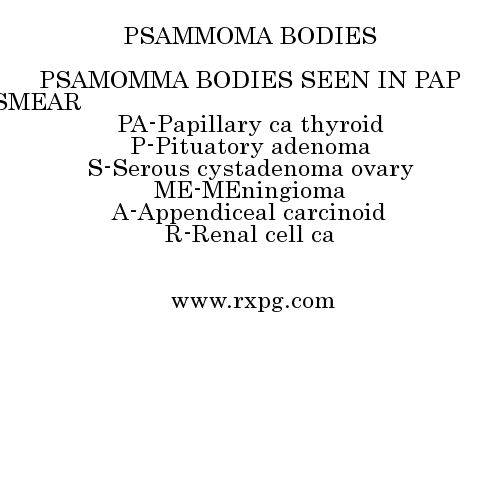 PSAMMOMA BODIES
PSAMOMMA BODIES SEEN IN PAP
SMEAR
PA-Papillary ca thyroid
P-Pituatory adenoma
S-Serous cystadenoma ovary
ME-MEningioma
A-Appendiceal carcinoid
R-Renal cell ca
www.rxpg.com